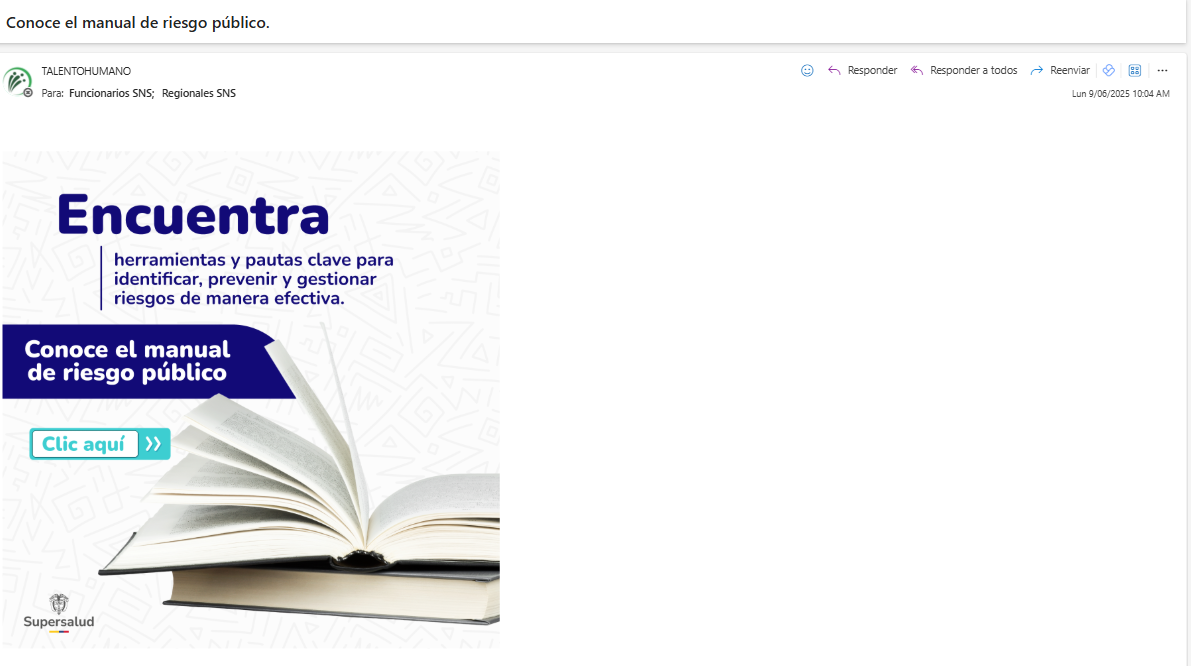 Conoce el manual de riesgo público.
TALENTOHUMANO
Responder
Responder a todos
Reenviar
Para: Funcionarios SNS; Regionales SNS
Lun 9/06/2025 10:04 AM
Encuentra
herramientas y pautas clave para
identificar, prevenir y gestionar
riesgos de manera efectiva.
Conoce el manual
de riesgo público
Clic aquí
Supersalud